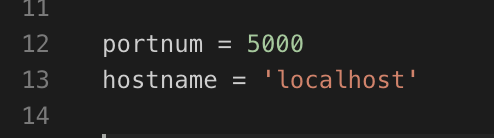 11
12 portnum = 5000
13 hostname = 'localhost'
14